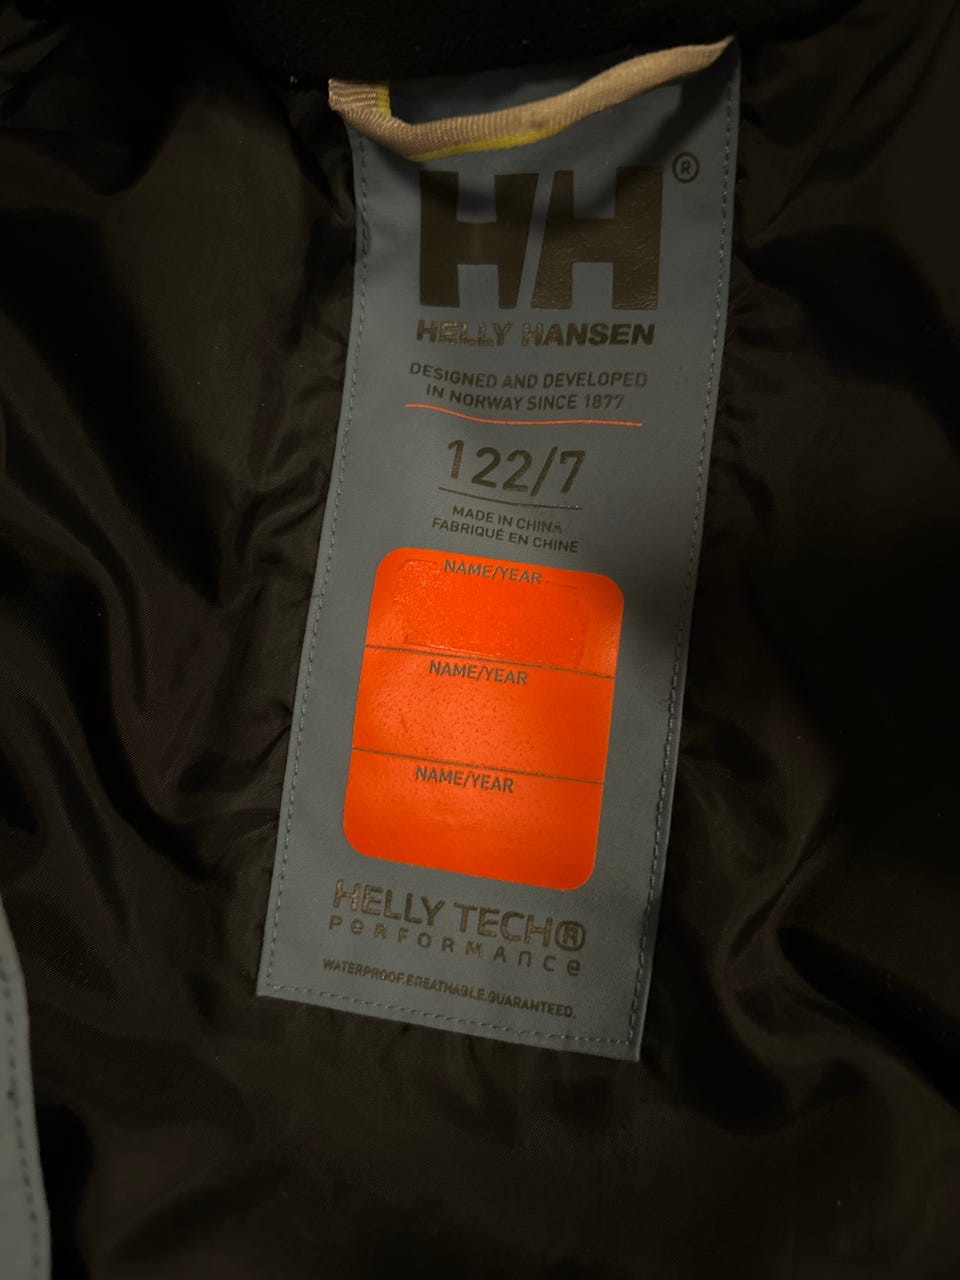 HH®
HELLY HANSEN
DESIGNED AND DEVELOPED
IN NORWAY SINCE 1877
122/7
MADE IN CHINA
FABRIQUÉ EN CHINE
NAME/YEAR
NAME/YEAR
NAME/YEAR
HELLY TECH®
PERFORMAnce
WATERPROOF.BREATHABLE.GUARANTEED.